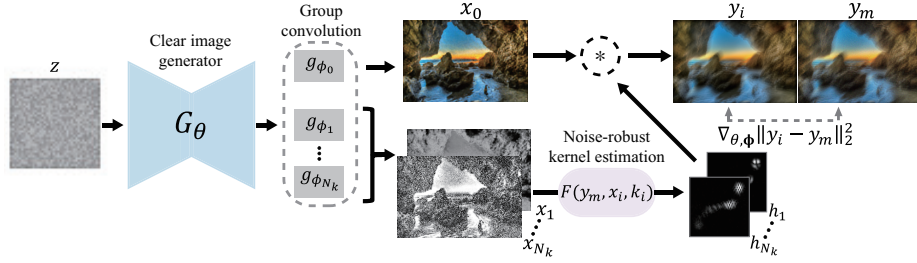 z
Clear image
generator
G_θ
Group
convolution
g_{ϕ_0}
g_{ϕ_1}
⋮
g_{ϕ_{N_k}}
x_0
x_1
x_{N_k}
Noise-robust
kernel estimation
F(y_m, x_i, k_i)
*
h_1
h_{N_k}
y_i
y_m
∇_{θ,Φ}‖y_i − y_m‖_2^2